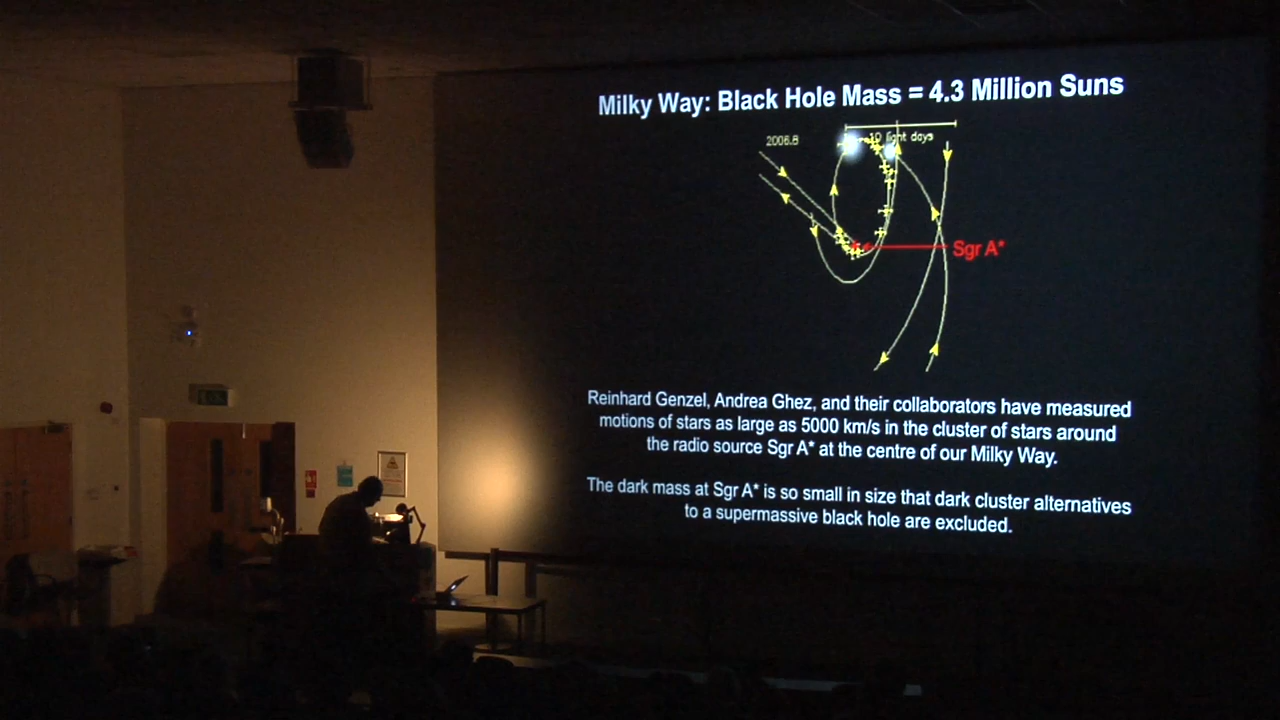 Milky Way: Black Hole Mass = 4.3 Million Suns
2006.8
10 light days
Sgr A*
Reinhard Genzel, Andrea Ghez, and their collaborators have measured
motions of stars as large as 5000 km/s in the cluster of stars around
the radio source Sgr A* at the centre of our Milky Way.
The dark mass at Sgr A* is so small in size that dark cluster alternatives
to a supermassive black hole are excluded.